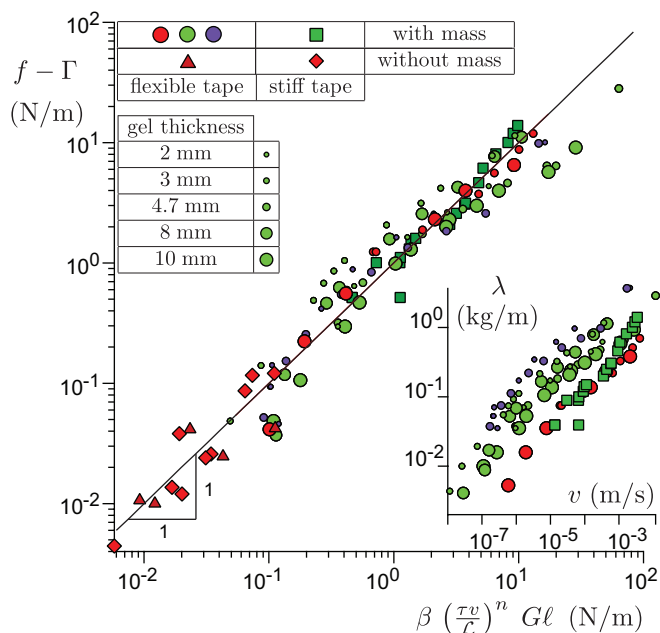 10²
f − Γ
(N/m)
with mass
without mass
flexible tape stiff tape
gel thickness
2 mm
3 mm
4.7 mm
8 mm
10 mm
10¹
10⁰
10⁻¹
10⁻²
1
1
λ
(kg/m)
10⁰
10⁻¹
10⁻²
v (m/s)
10⁻⁷ 10⁻⁵ 10⁻³
10⁻² 10⁻¹ 10⁰ 10¹ 10²
β (τv/ℒ)ⁿ Gℓ (N/m)